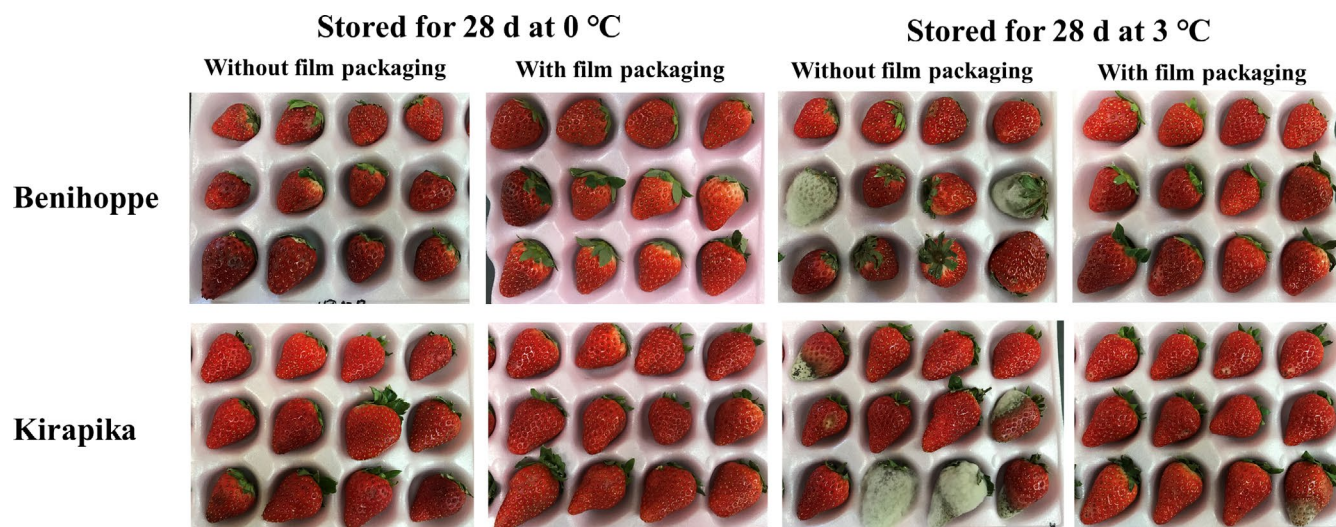 Stored for 28 d at 0 ℃
Stored for 28 d at 3 ℃
Without film packaging
With film packaging
Without film packaging
With film packaging
Benihoppe
Kirapika